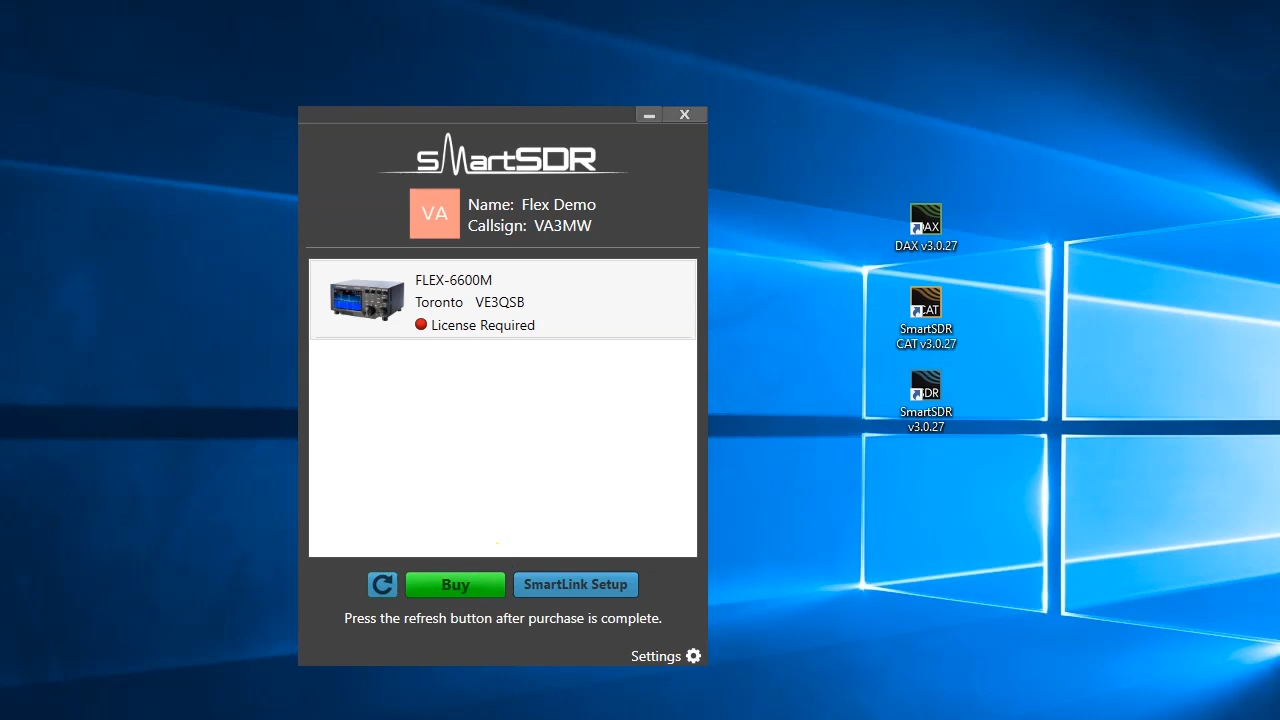 X
sMartSDR
VA
Name: Flex Demo
Callsign: VA3MW
FLEX-6600M
Toronto VE3QSB
License Required
Buy
SmartLink Setup
Press the refresh button after purchase is complete.
Settings
DAX
DAX v3.0.27
CAT
SmartSDR
CAT v3.0.27
SDR
SmartSDR
v3.0.27